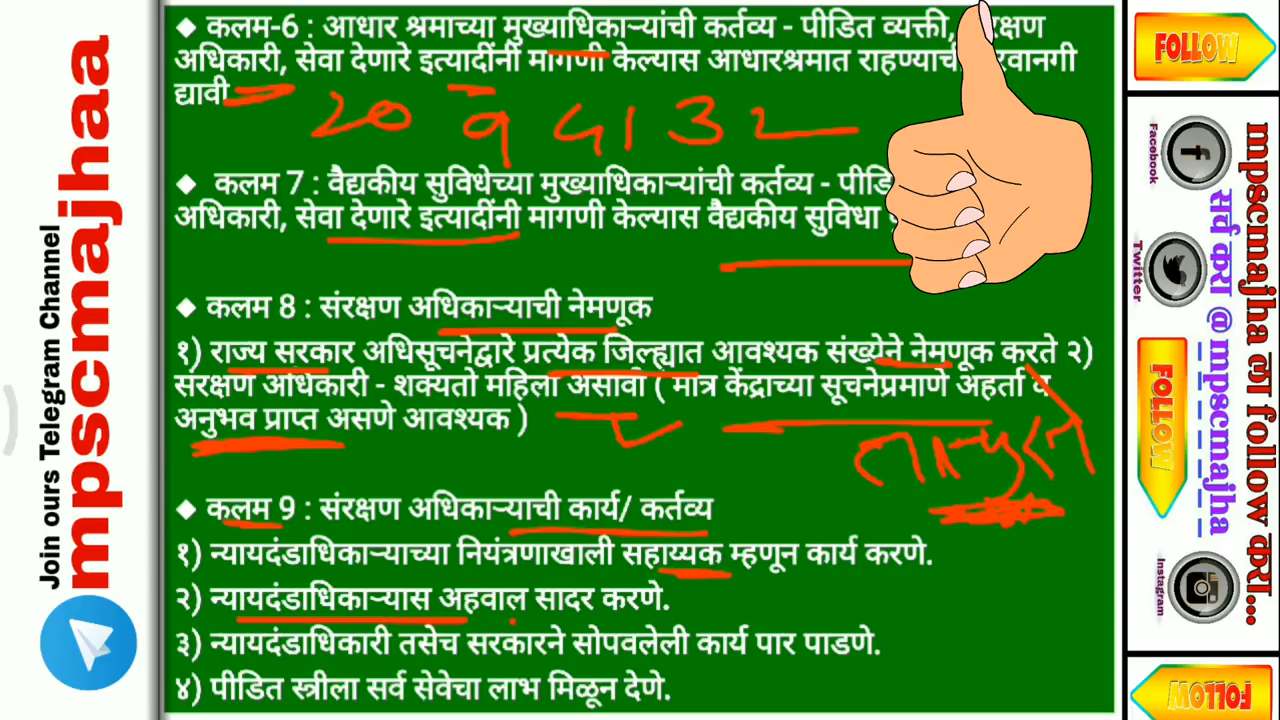 ◆ कलम-6 : आधार श्रमाच्या मुख्याधिकाऱ्यांची कर्तव्य - पीडित व्यक्ती,
अधिकारी, सेवा देणारे इत्यादींनी मागणी केल्यास आधारश्रमात राहण्याची
द्यावी
◆ कलम 7 : वैद्यकीय सुविधेच्या मुख्याधिकाऱ्यांची कर्तव्य -
अधिकारी, सेवा देणारे इत्यादींनी मागणी केल्यास वैद्यकीय सुविधा
◆ कलम 8 : संरक्षण अधिकाऱ्याची नेमणूक
१) राज्य सरकार अधिसूचनेद्वारे प्रत्येक जिल्ह्यात आवश्यक संख्येने नेमणूक करते २)
संरक्षण अधिकारी - शक्यतो महिला असावी ( मात्र केंद्राच्या सूचनेप्रमाणे अहर्ता व
अनुभव प्राप्त असणे आवश्यक )
◆ कलम 9 : संरक्षण अधिकाऱ्याची कार्य/ कर्तव्य
१) न्यायदंडाधिकाऱ्याच्या नियंत्रणाखाली सहाय्यक म्हणून कार्य करणे.
२) न्यायदंडाधिकाऱ्यास अहवाल सादर करणे.
३) न्यायदंडाधिकारी तसेच सरकारने सोपवलेली कार्य पार पाडणे.
४) पीडित स्त्रीला सर्व सेवेचा लाभ मिळून देणे.
Join ours Telegram Channel
mpscmajhaa
FOLLOW
Facebook
Twitter
FOLLOW
Instagram
FOLLOW
mpscmajha ला follow करा...
सर्च करा @ mpscmajha